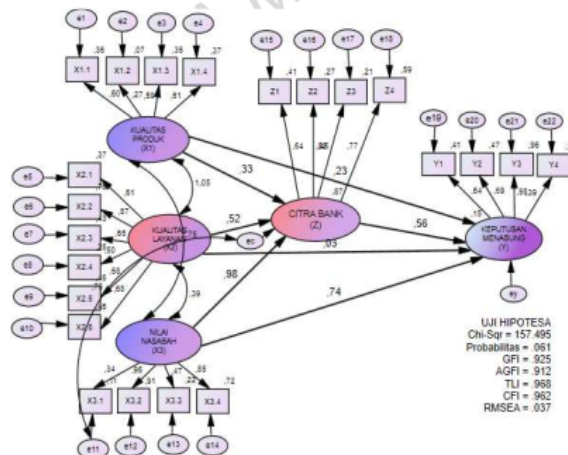 e1 e2 e3 e4
,36 ,07 ,35 ,37
X1.1 X1.2 X1.3 X1.4
,60 ,27 ,59 ,61
e15 e16 e17 e18
,41 ,27 ,21 ,59
Z1 Z2 Z3 Z4
,64 ,77
e19 e20 e21 e22
,41 ,47 ,96
Y1 Y2 Y3 Y4
,64 ,69 ,98 ,39
KUALITAS
PRODUK
(X1)
,37
e5 X2.1 ,61
e6 X2.2 ,67
e7 X2.3
e8 X2.4
e9 X2.5
e10
1,05
,33
,23
,67
CITRA BANK
(Z)
,52
,56
,03
KUALITAS
LAYANAN
(X2)
KEPUTUSAN
MENABUNG
(Y)
,98
,39
,74
ey
NILAI
NASABAH
(X3)
,34 ,96 ,47 ,85
,11 ,91 ,22 ,72
X3.1 X3.2 X3.3 X3.4
e11 e12 e13 e14
UJI HIPOTESA
Chi-Sqr = 157.495
Probabilitas = .061
GFI = .925
AGFI = .912
TLI = .968
CFI = .962
RMSEA = .037